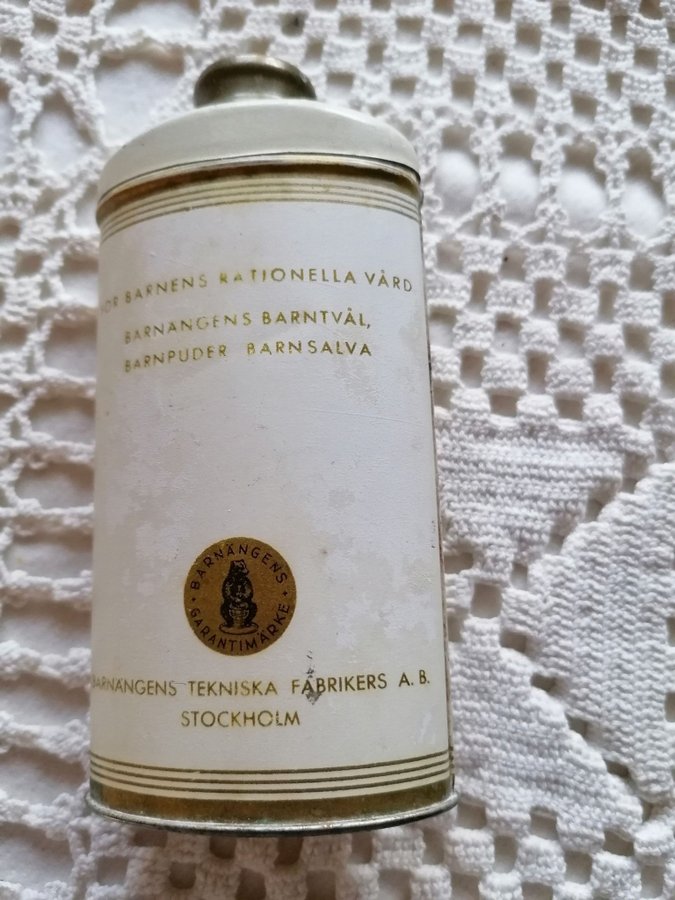 FÖR BARNENS RATIONELLA VÅRD
BARNÄNGENS BARNTVÅL,
BARNPUDER BARNSALVA
BARNÄNGENS
GARANTIMÄRKE
BARNÄNGENS TEKNISKA FABRIKERS A. B.
STOCKHOLM